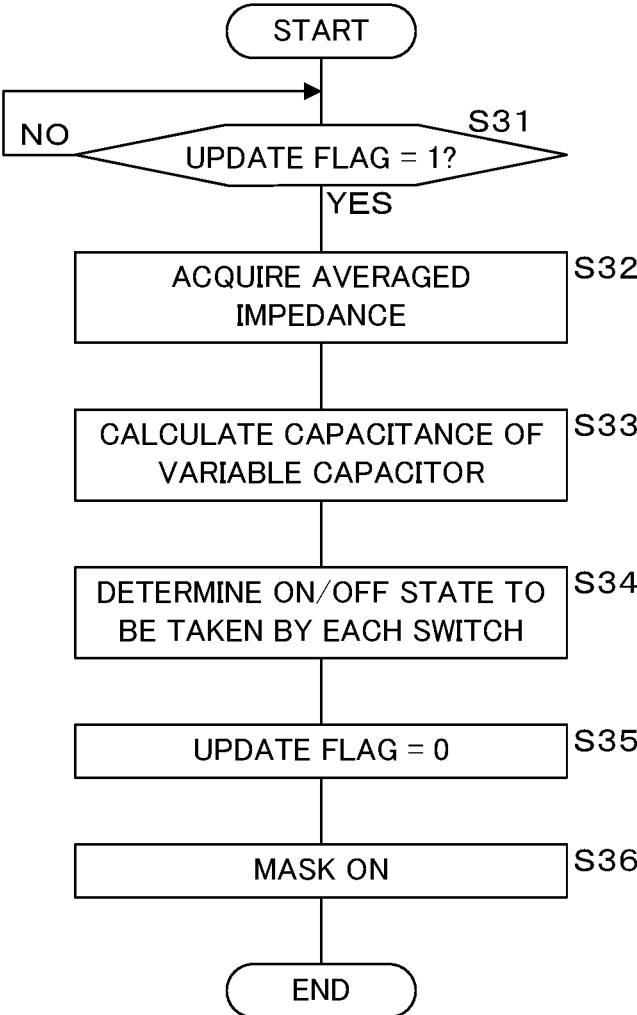 START
NO
S31
UPDATE FLAG = 1?
YES
ACQUIRE AVERAGED
IMPEDANCE
S32
CALCULATE CAPACITANCE OF
VARIABLE CAPACITOR
S33
DETERMINE ON/OFF STATE TO
BE TAKEN BY EACH SWITCH
S34
UPDATE FLAG = 0
S35
MASK ON
S36
END